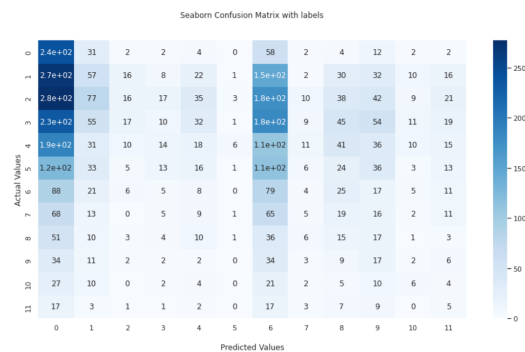 Seaborn Confusion Matrix with labels
0 2.4e+02 31 2 2 4 0 58 2 4 12 2 2
1 2.7e+02 57 16 8 22 1 1.5e+02 2 30 32 10 16
2 2.8e+02 77 16 17 35 3 1.8e+02 10 38 42 9 21
3 2.3e+02 55 17 10 32 1 1.8e+02 9 45 54 11 19
4 1.9e+02 31 10 14 18 6 1.1e+02 11 41 36 10 15
5 1.2e+02 33 5 13 16 1 1.1e+02 6 24 36 3 13
6 88 21 6 5 8 0 79 4 25 17 5 11
7 68 13 0 5 9 1 65 5 19 16 2 11
8 51 10 3 4 10 1 36 6 15 17 1 3
9 34 11 2 2 2 0 34 3 9 17 2 6
10 27 10 0 2 4 0 21 2 5 10 6 4
11 17 3 1 1 2 0 17 3 7 9 0 5
0 1 2 3 4 5 6 7 8 9 10 11
Actual Values
Predicted Values
250
200
150
100
50
0